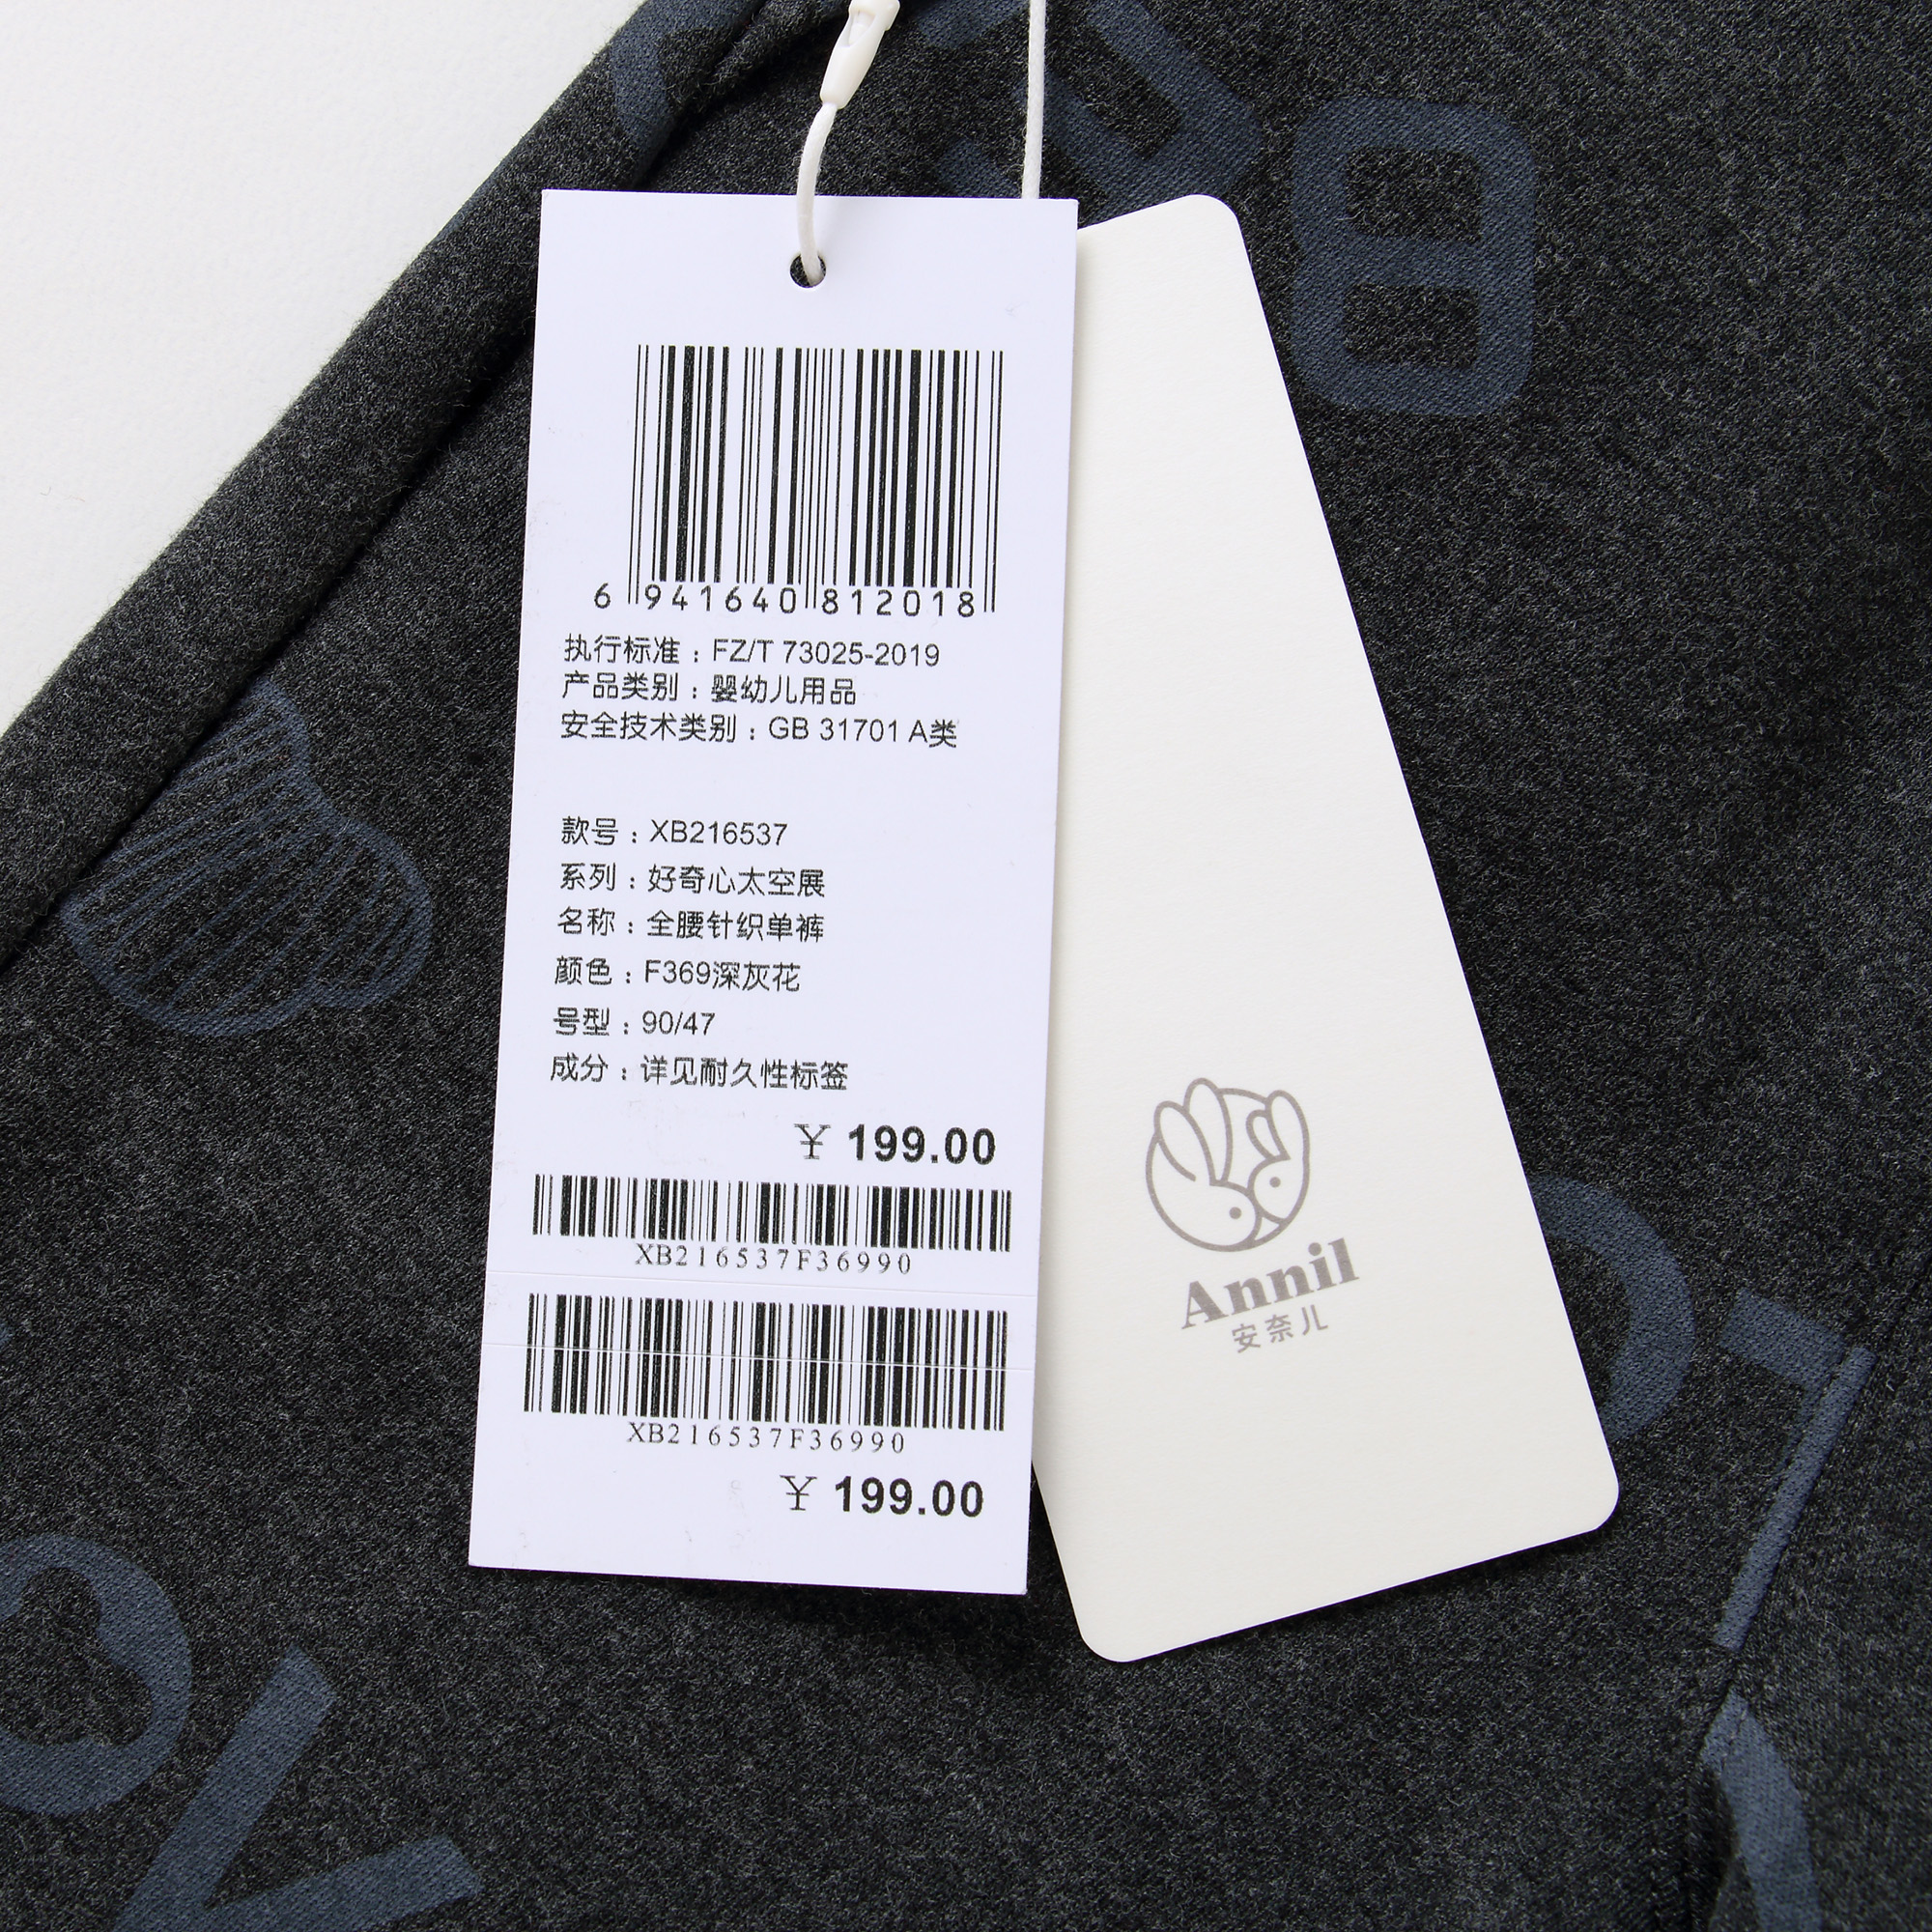 6 941640 812018
执行标准：FZ/T 73025-2019
产品类别：婴幼儿用品
安全技术类别：GB 31701 A类
款号：XB216537
系列：好奇心太空展
名称：全腰针织单裤
颜色：F369深灰花
号型：90/47
成分：详见耐久性标签
¥ 199.00
XB216537F36990
XB216537F36990
¥ 199.00
Annil
安奈儿